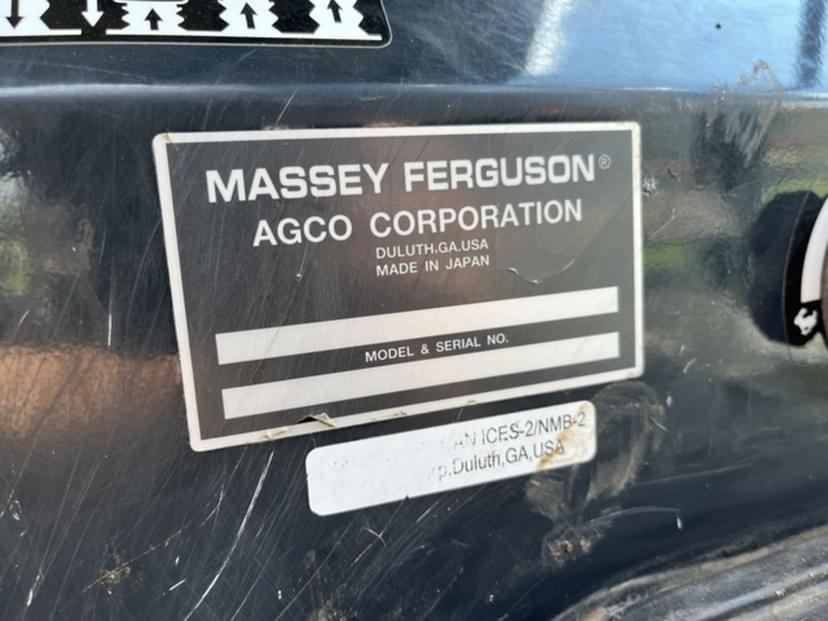 MASSEY FERGUSON®
AGCO CORPORATION
DULUTH,GA.USA
MADE IN JAPAN
MODEL & SERIAL NO.
ICES-2/NMB-2
Duluth,GA,USA